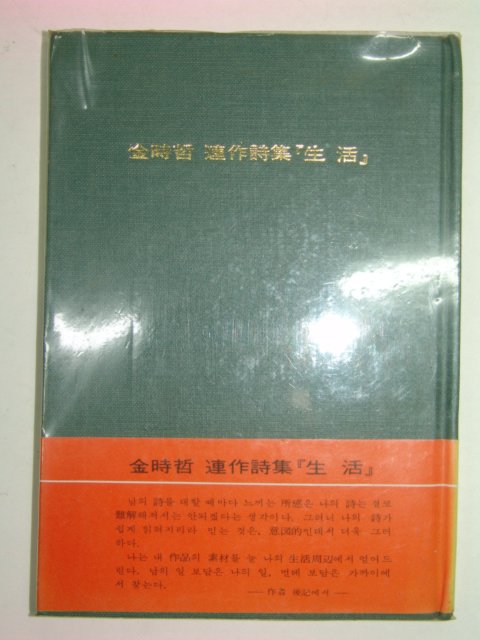 金時哲 連作詩集『生 活』
金時哲 連作詩集『生 活』
남의 詩를 대할 때마다 느끼는 所感은 나의 詩는 절로
難解해져서는 안되겠다는 생각이다. 그러니 나의 詩가
쉽게 읽혀지리라 믿는 것은, 意図的인데서 더욱 그러
하다.
나는 내 作品의 素材를 늘 나의 生活周辺에서 얻어드
린다. 남의 일 보담은 나의 일, 먼데 보담은 가까이에
서 찾는다.
── 作者 後記에서 ──